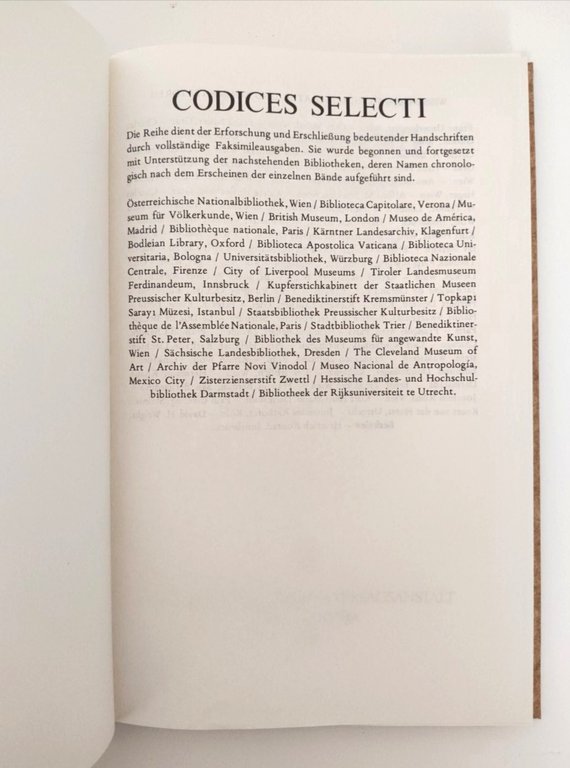 CODICES SELECTI
Die Reihe dient der Erforschung und Erschließung bedeutender Handschriften
durch vollständige Faksimileausgaben. Sie wurde begonnen und fortgesetzt
mit Unterstützung der nachstehenden Bibliotheken, deren Namen chronolo-
gisch nach dem Erscheinen der einzelnen Bände aufgeführt sind.
Österreichische Nationalbibliothek, Wien / Biblioteca Capitolare, Verona / Mu-
seum für Völkerkunde, Wien / British Museum, London / Museo de América,
Madrid / Bibliothèque nationale, Paris / Kärntner Landesarchiv, Klagenfurt /
Bodleian Library, Oxford / Biblioteca Apostolica Vaticana / Biblioteca Uni-
versitaria, Bologna / Universitätsbibliothek, Würzburg / Biblioteca Nazionale
Centrale, Firenze / City of Liverpool Museums / Tiroler Landesmuseum
Ferdinandeum, Innsbruck / Kupferstichkabinett der Staatlichen Museen
Preussischer Kulturbesitz, Berlin / Benediktinerstift Kremsmünster / Topkapı
Sarayı Müzesi, Istanbul / Staatsbibliothek Preussischer Kulturbesitz / Biblio-
thèque de l'Assemblée Nationale, Paris / Stadtbibliothek Trier / Benediktiner-
stift St. Peter, Salzburg / Bibliothek des Museums für angewandte Kunst,
Wien / Sächsische Landesbibliothek, Dresden / The Cleveland Museum of
Art / Archiv der Pfarre Novi Vinodol / Museo Nacional de Antropología,
Mexico City / Zisterzienserstift Zwettl / Hessische Landes- und Hochschul-
bibliothek Darmstadt / Bibliotheek der Rijksuniversiteit te Utrecht.